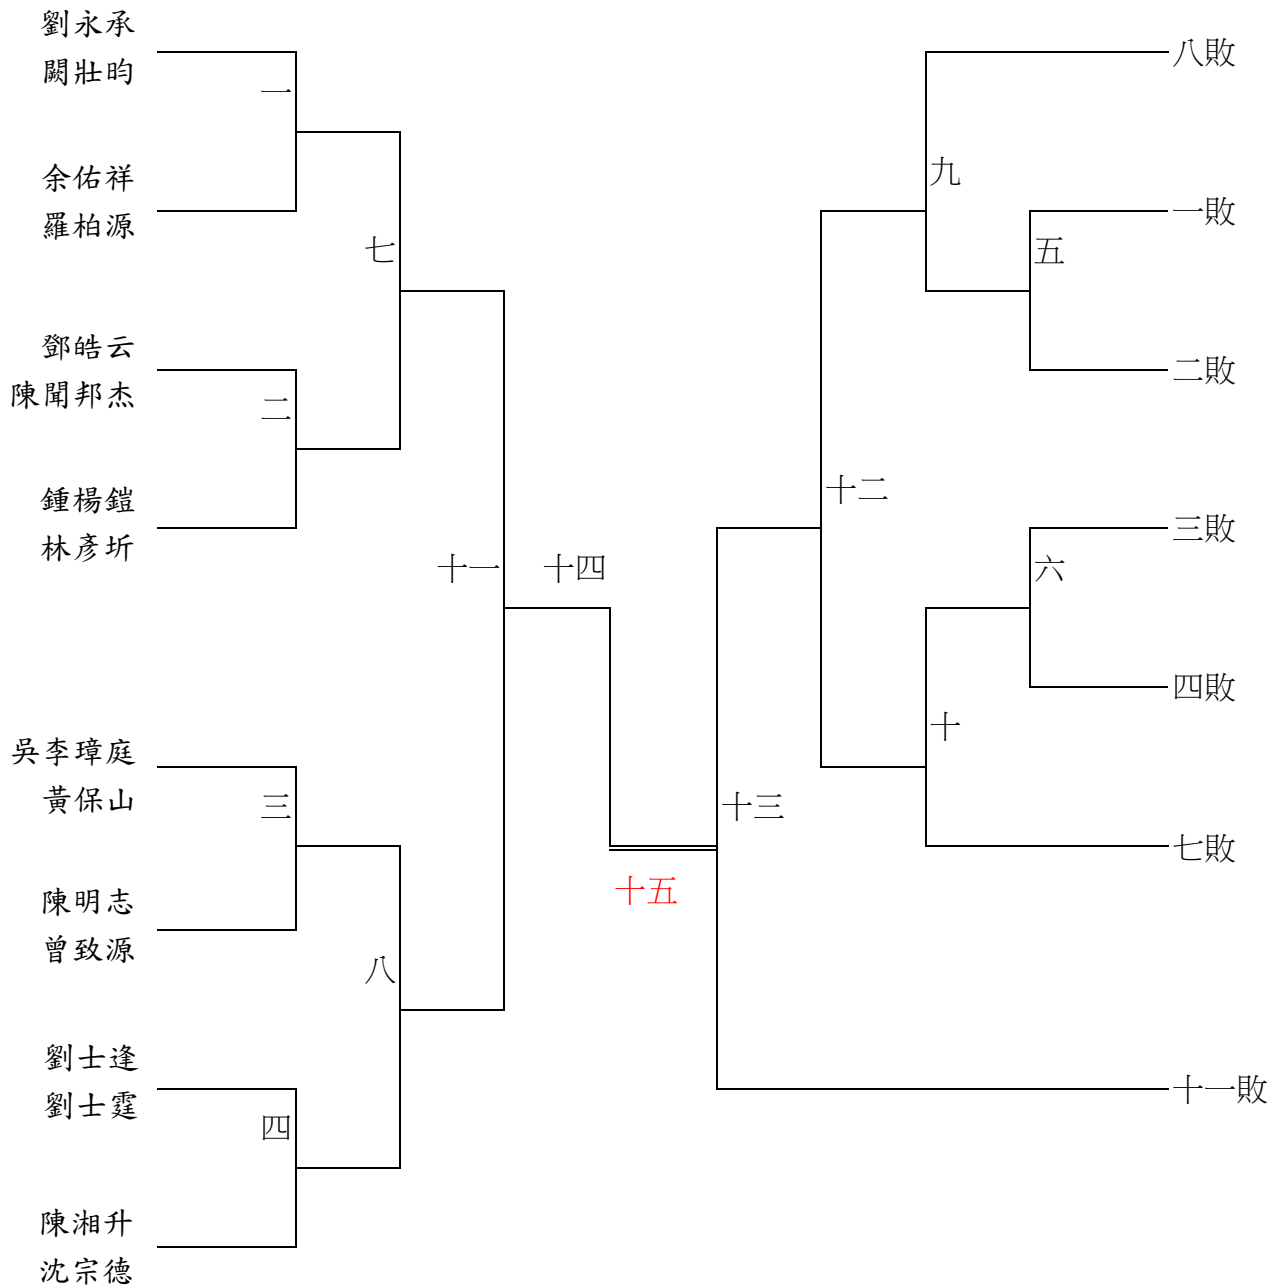 劉永承
闕壯昀
一
余佑祥
羅柏源
七
鄧皓云
陳聞邦杰
二
鍾楊鎧
林彥圻
十一
十四
吳李璋庭
黃保山
三
陳明志
曾致源
八
劉士逢
劉士霆
四
陳湘升
沈宗德
十五
十三
十二
九
八敗
五
一敗
二敗
六
三敗
四敗
十
七敗
十一敗